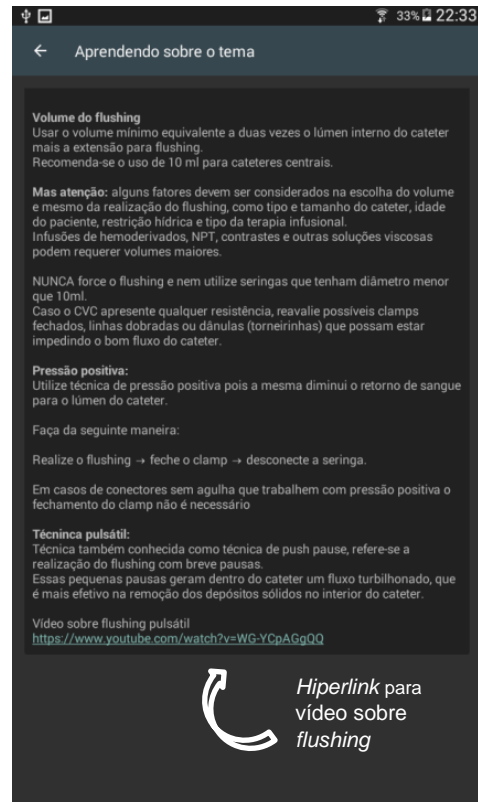 33% 22:33
Aprendendo sobre o tema
Volume do flushing
Usar o volume mínimo equivalente a duas vezes o lúmen interno do cateter
mais a extensão para flushing.
Recomenda-se o uso de 10 ml para cateteres centrais.
Mas atenção: alguns fatores devem ser considerados na escolha do volume
e mesmo da realização do flushing, como tipo e tamanho do cateter, idade
do paciente, restrição hídrica e tipo da terapia infusional.
Infusões de hemoderivados, NPT, contrastes e outras soluções viscosas
podem requerer volumes maiores.
NUNCA force o flushing e nem utilize seringas que tenham diâmetro menor
que 10ml.
Caso o CVC apresente qualquer resistência, reavalie possíveis clamps
fechados, linhas dobradas ou dânulas (torneirinhas) que possam estar
impedindo o bom fluxo do cateter.
Pressão positiva:
Utilize técnica de pressão positiva pois a mesma diminui o retorno de sangue
para o lúmen do cateter.
Faça da seguinte maneira:
Realize o flushing → feche o clamp → desconecte a seringa.
Em casos de conectores sem agulha que trabalhem com pressão positiva o
fechamento do clamp não é necessário
Técninca pulsátil:
Técnica também conhecida como técnica de push pause, refere-se a
realização do flushing com breve pausas.
Essas pequenas pausas geram dentro do cateter um fluxo turbilhonado, que
é mais efetivo na remoção dos depósitos sólidos no interior do cateter.
Vídeo sobre flushing pulsátil
https://www.youtube.com/watch?v=WG-YCpAGgQQ
Hiperlink para
vídeo sobre
flushing